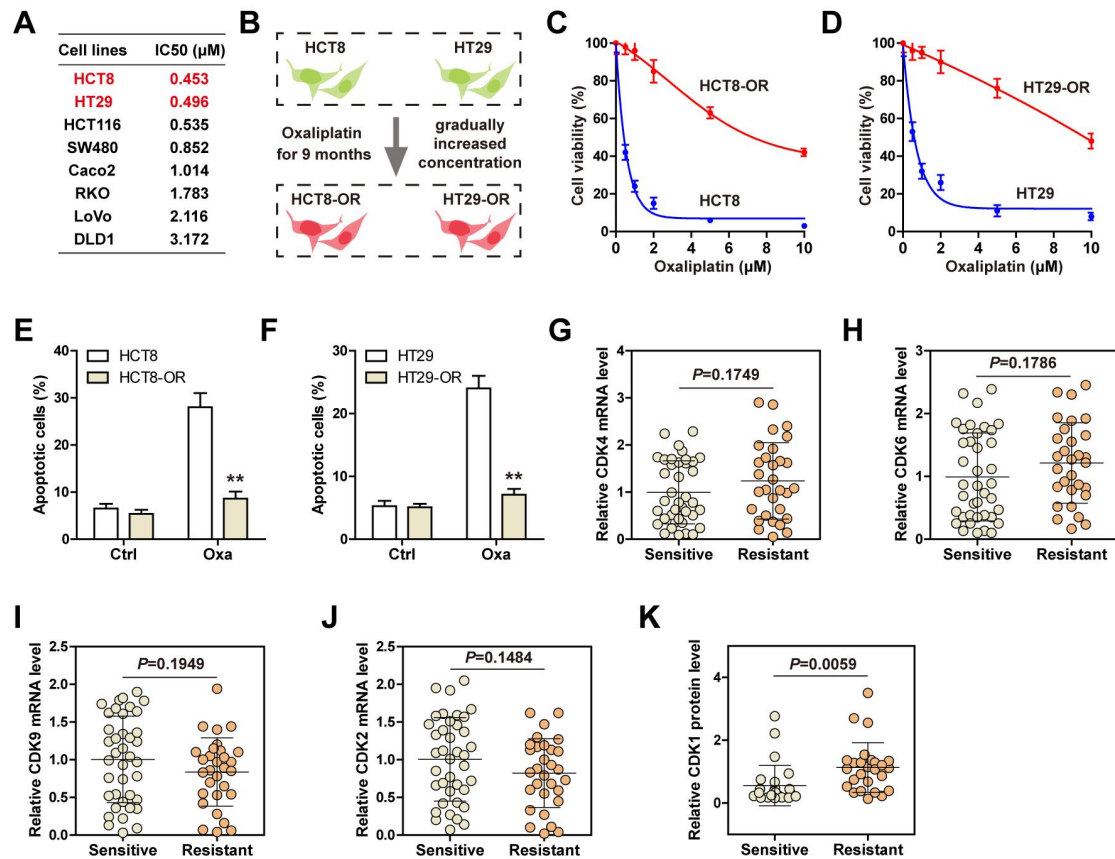 A
Cell lines IC50 (μM)
HCT8 0.453
HT29 0.496
HCT116 0.535
SW480 0.852
Caco2 1.014
RKO 1.783
LoVo 2.116
DLD1 3.172
B
HCT8 HT29
Oxaliplatin
for 9 months
gradually
increased
concentration
HCT8-OR HT29-OR
C
Cell viability (%)
100
80
60
40
20
0
HCT8-OR
HCT8
0 2 4 6 8 10
Oxaliplatin (μM)
D
Cell viability (%)
100
80
60
40
20
0
HT29-OR
HT29
0 2 4 6 8 10
Oxaliplatin (μM)
E
Apoptotic cells (%)
40
30
20
10
0
HCT8
HCT8-OR
**
Ctrl Oxa
F
Apoptotic cells (%)
30
20
10
0
HT29
HT29-OR
**
Ctrl Oxa
G
Relative CDK4 mRNA level
4
3
2
1
0
P=0.1749
Sensitive Resistant
H
Relative CDK6 mRNA level
3
2
1
0
P=0.1786
Sensitive Resistant
I
Relative CDK9 mRNA level
2.5
2.0
1.5
1.0
0.5
0.0
P=0.1949
Sensitive Resistant
J
Relative CDK2 mRNA level
2.5
2.0
1.5
1.0
0.5
0.0
P=0.1484
Sensitive Resistant
K
Relative CDK1 protein level
4
2
0
P=0.0059
Sensitive Resistant